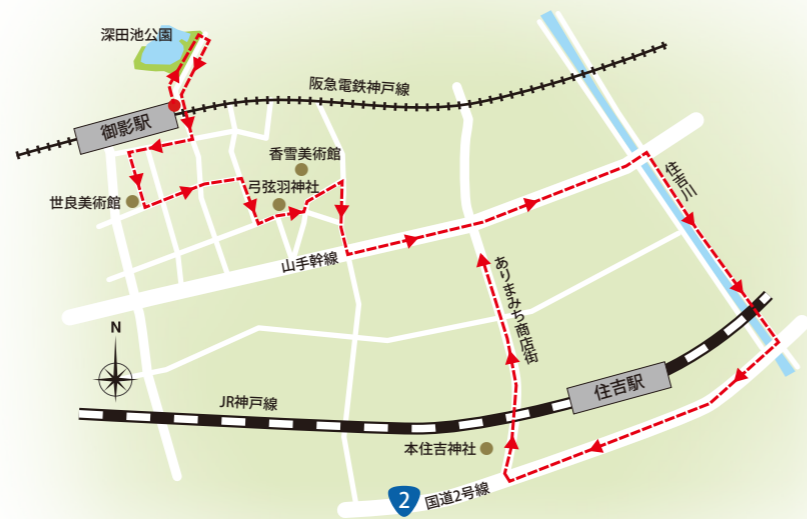 深田池公園
阪急電鉄神戸線
御影駅
香雪美術館
世良美術館
弓弦羽神社
住吉川
山手幹線
ありまみち商店街
N
JR神戸線
住吉駅
本住吉神社
2
国道2号線